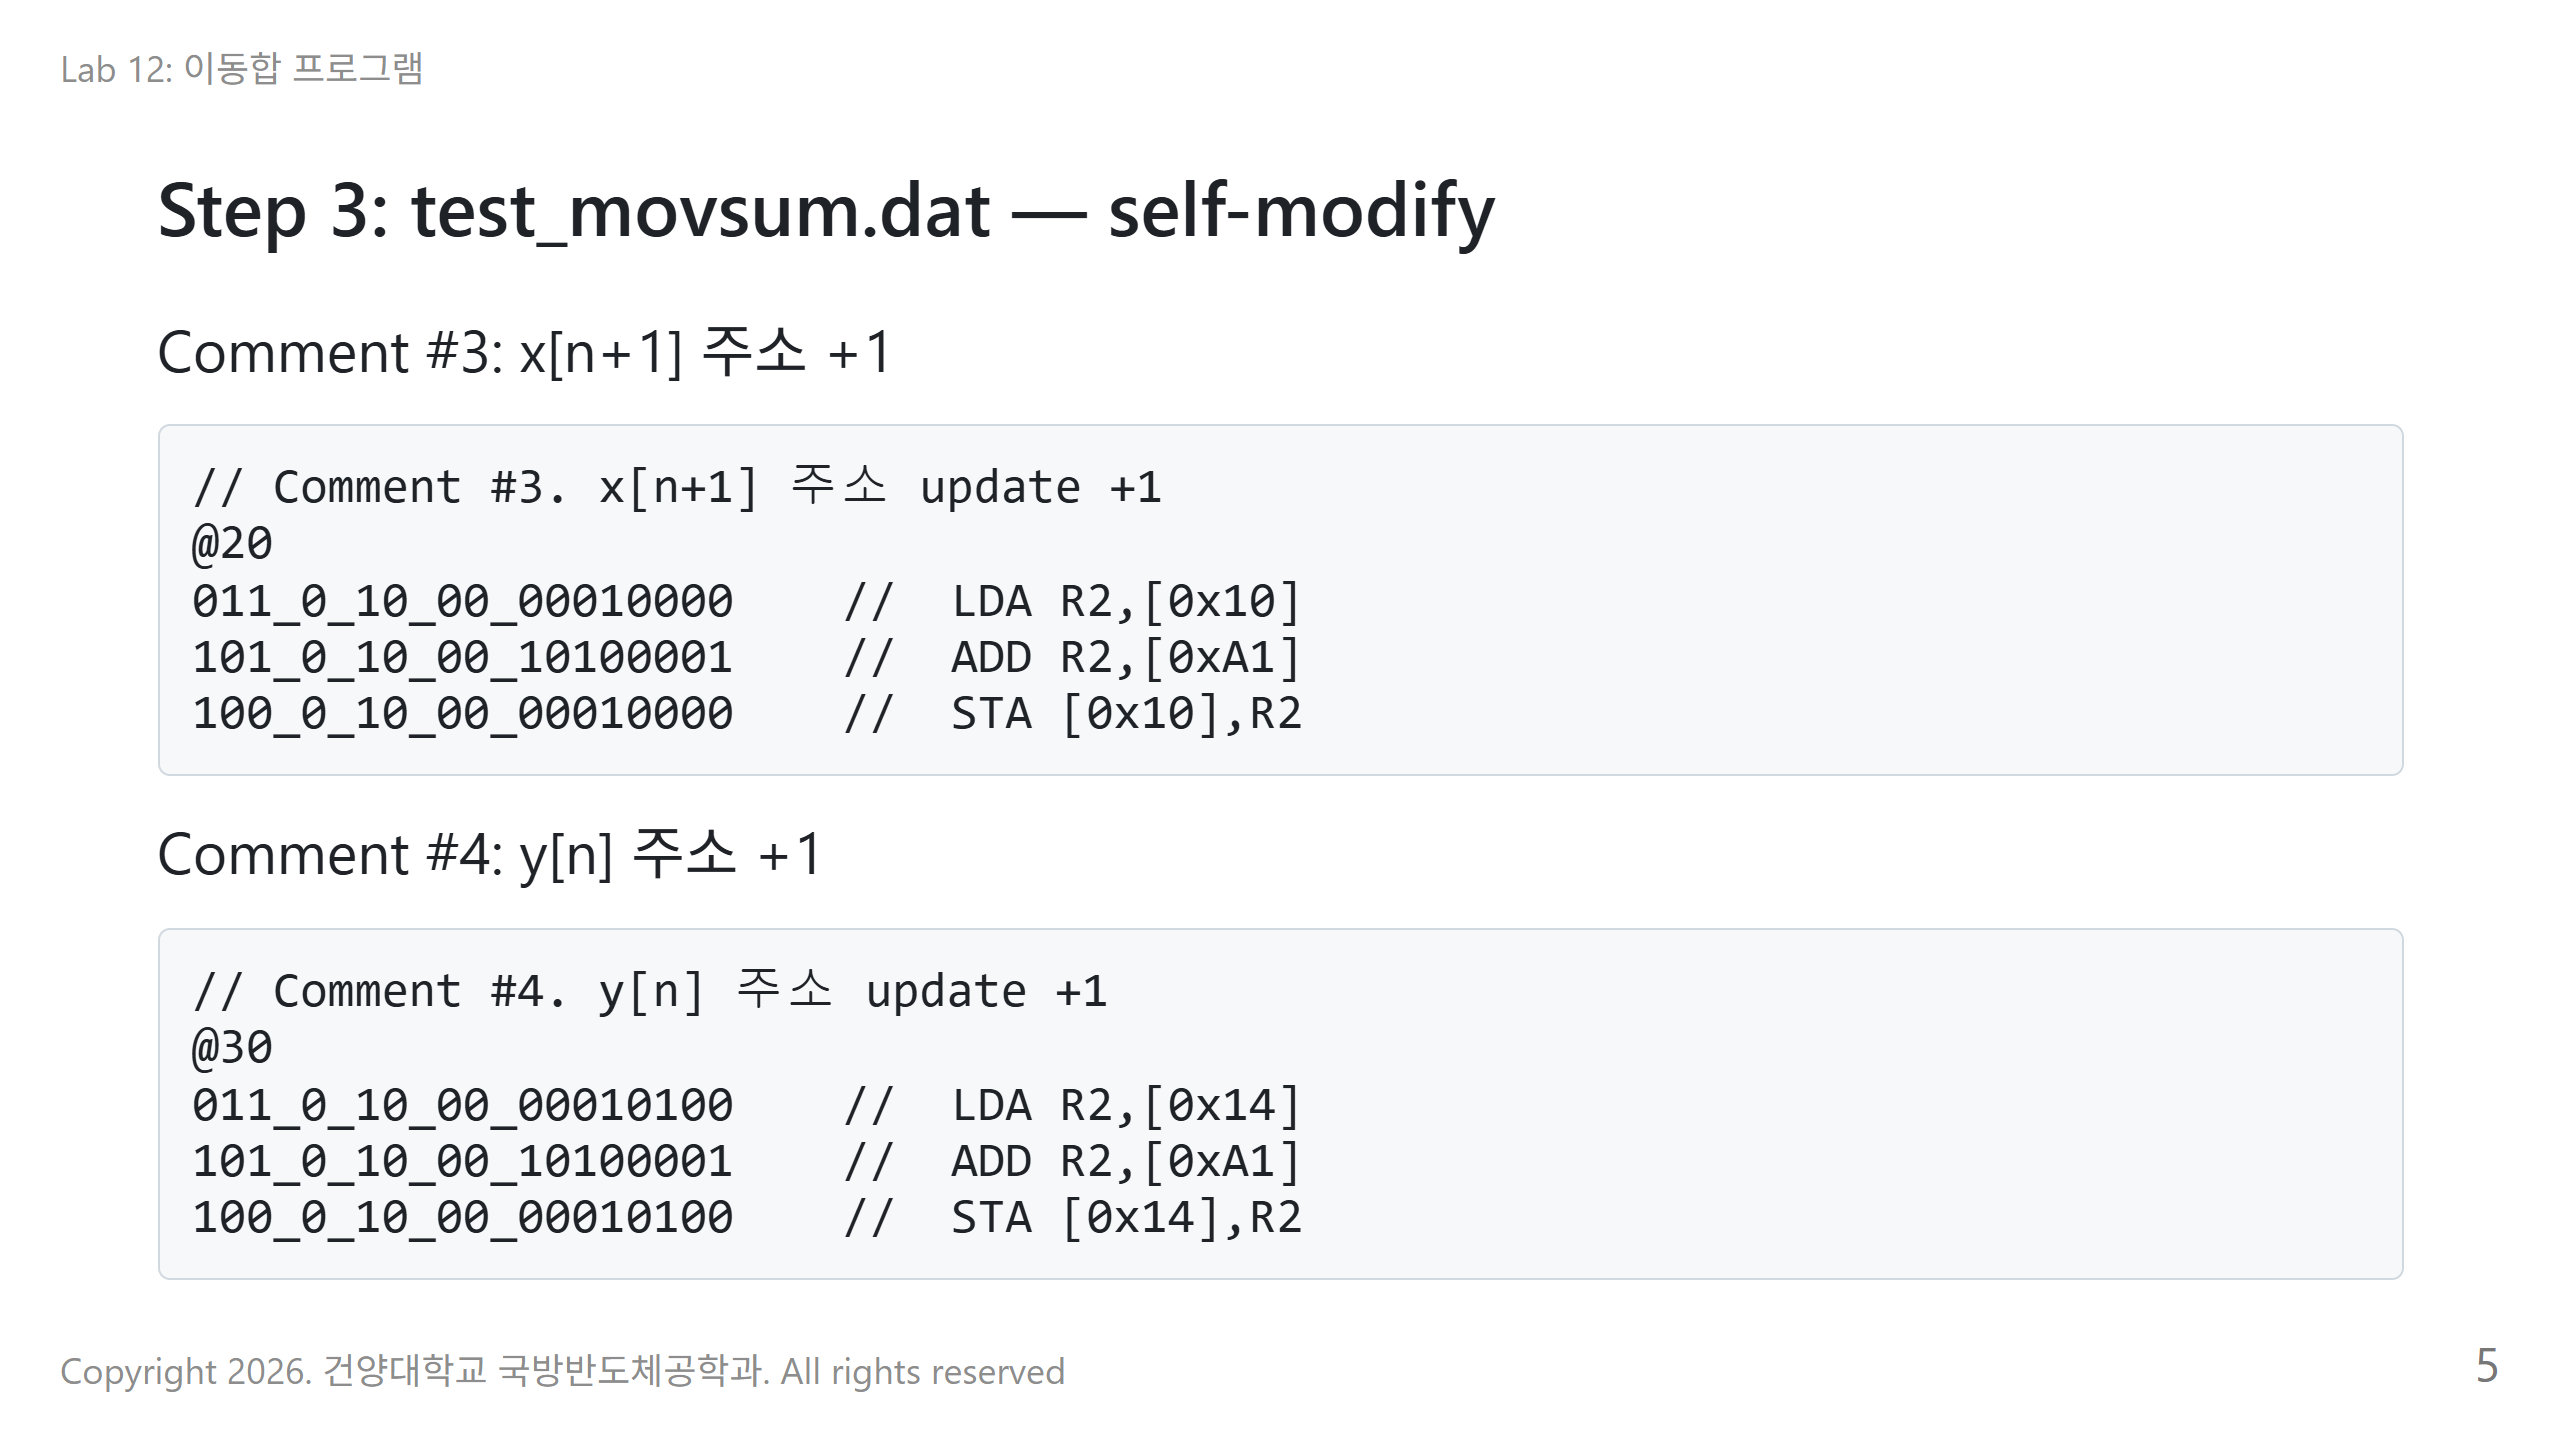 Lab 12: 이동합 프로그램
Step 3: test_movsum.dat — self-modify
Comment #3: x[n+1] 주소 +1
// Comment #3. x[n+1] 주소 update +1
@20
011_0_10_00_00010000    //  LDA R2,[0x10]
101_0_10_00_10100001    //  ADD R2,[0xA1]
100_0_10_00_00010000    //  STA [0x10],R2
Comment #4: y[n] 주소 +1
// Comment #4. y[n] 주소 update +1
@30
011_0_10_00_00010100    //  LDA R2,[0x14]
101_0_10_00_10100001    //  ADD R2,[0xA1]
100_0_10_00_00010100    //  STA [0x14],R2
Copyright 2026. 건양대학교 국방반도체공학과. All rights reserved
5